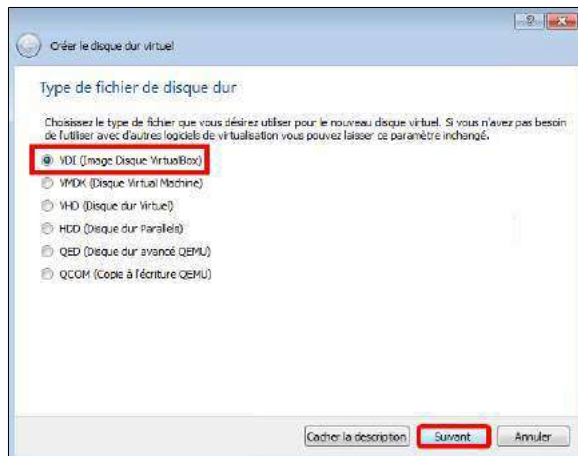 Créer le disque dur virtuel
Type de fichier de disque dur
Choisissez le type de fichier que vous désirez utiliser pour le nouveau disque virtuel. Si vous n'avez pas besoin
de l'utiliser avec d'autres logiciels de virtualisation vous pouvez laisser ce paramètre inchangé.
VDI (Image Disque VirtualBox)
VMDK (Disque Virtual Machine)
VHD (Disque dur Virtuel)
HDD (Disque dur Parallels)
QED (Disque dur avancé QEMU)
QCOW (Copie à l'écriture QEMU)
Cacher la description
Suivant
Annuler